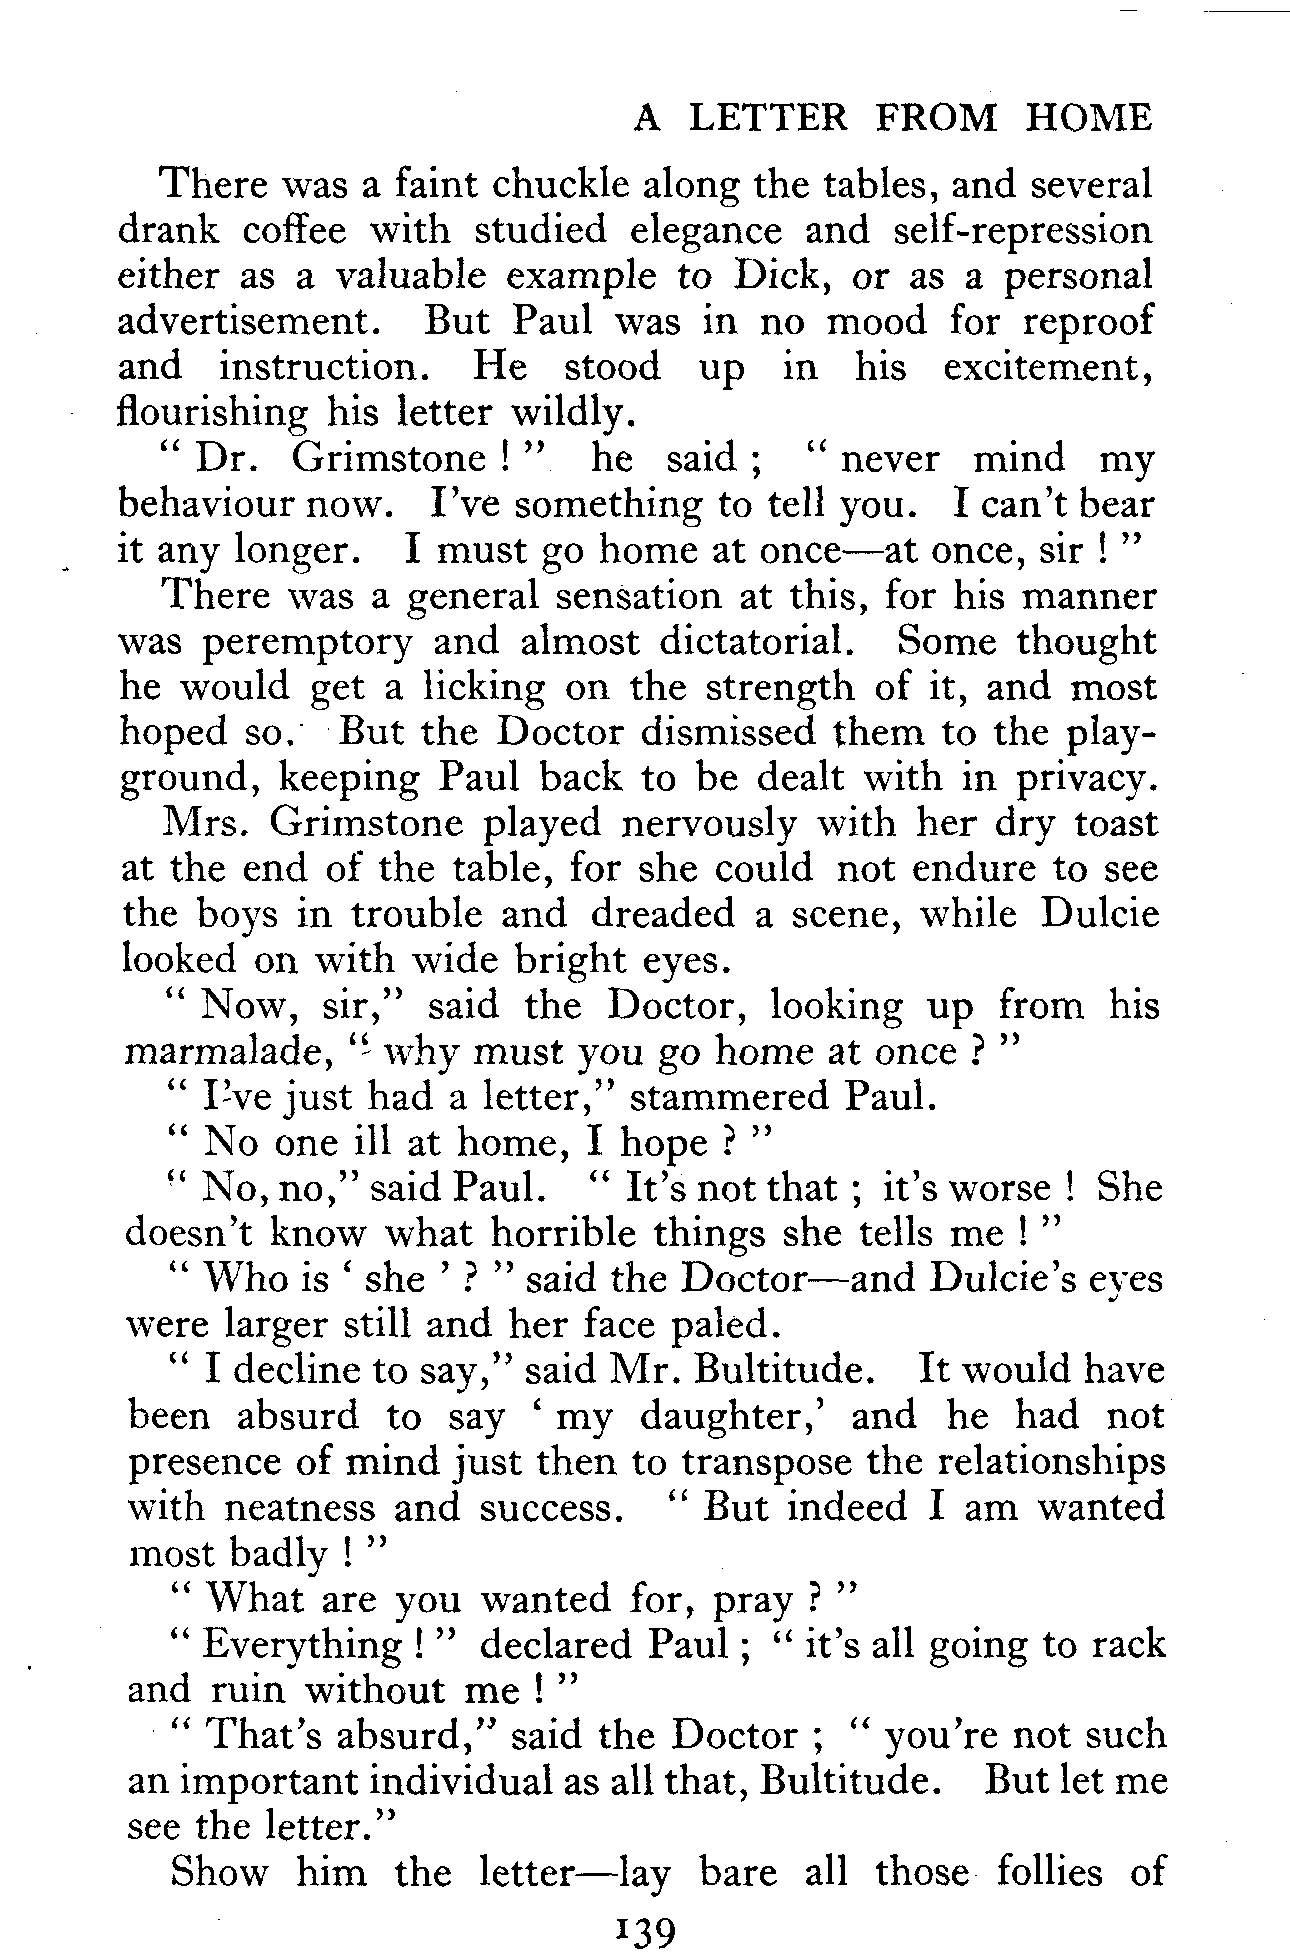 A LETTER FROM HOME
There was a faint chuckle along the tables, and several
drank coffee with studied elegance and self-repression
either as a valuable example to Dick, or as a personal
advertisement. But Paul was in no mood for reproof
and instruction. He stood up in his excitement,
flourishing his letter wildly.
“ Dr. Grimstone ! ” he said ; “ never mind my
behaviour now. I've something to tell you. I can't bear
it any longer. I must go home at once—at once, sir ! ”
There was a general sensation at this, for his manner
was peremptory and almost dictatorial. Some thought
he would get a licking on the strength of it, and most
hoped so. But the Doctor dismissed them to the play-
ground, keeping Paul back to be dealt with in privacy.
Mrs. Grimstone played nervously with her dry toast
at the end of the table, for she could not endure to see
the boys in trouble and dreaded a scene, while Dulcie
looked on with wide bright eyes.
“ Now, sir,” said the Doctor, looking up from his
marmalade, “ why must you go home at once ? ”
“ I've just had a letter,” stammered Paul.
“ No one ill at home, I hope ? ”
“ No, no,” said Paul. “ It's not that ; it's worse ! She
doesn't know what horrible things she tells me ! ”
“ Who is ‘ she ’ ? ” said the Doctor—and Dulcie's eyes
were larger still and her face paled.
“ I decline to say,” said Mr. Bultitude. It would have
been absurd to say ‘ my daughter,’ and he had not
presence of mind just then to transpose the relationships
with neatness and success. “ But indeed I am wanted
most badly ! ”
“ What are you wanted for, pray ? ”
“ Everything ! ” declared Paul ; “ it's all going to rack
and ruin without me ! ”
“ That's absurd,” said the Doctor ; “ you're not such
an important individual as all that, Bultitude. But let me
see the letter.”
Show him the letter—lay bare all those follies of
139